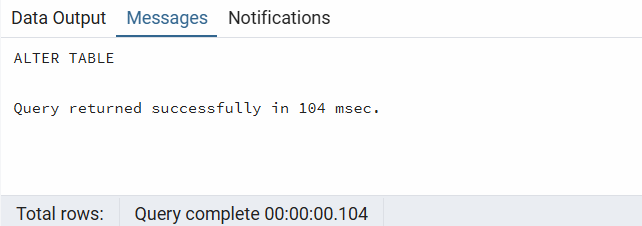 Data Output Messages Notifications
ALTER TABLE
Query returned successfully in 104 msec.
Total rows: Query complete 00:00:00.104